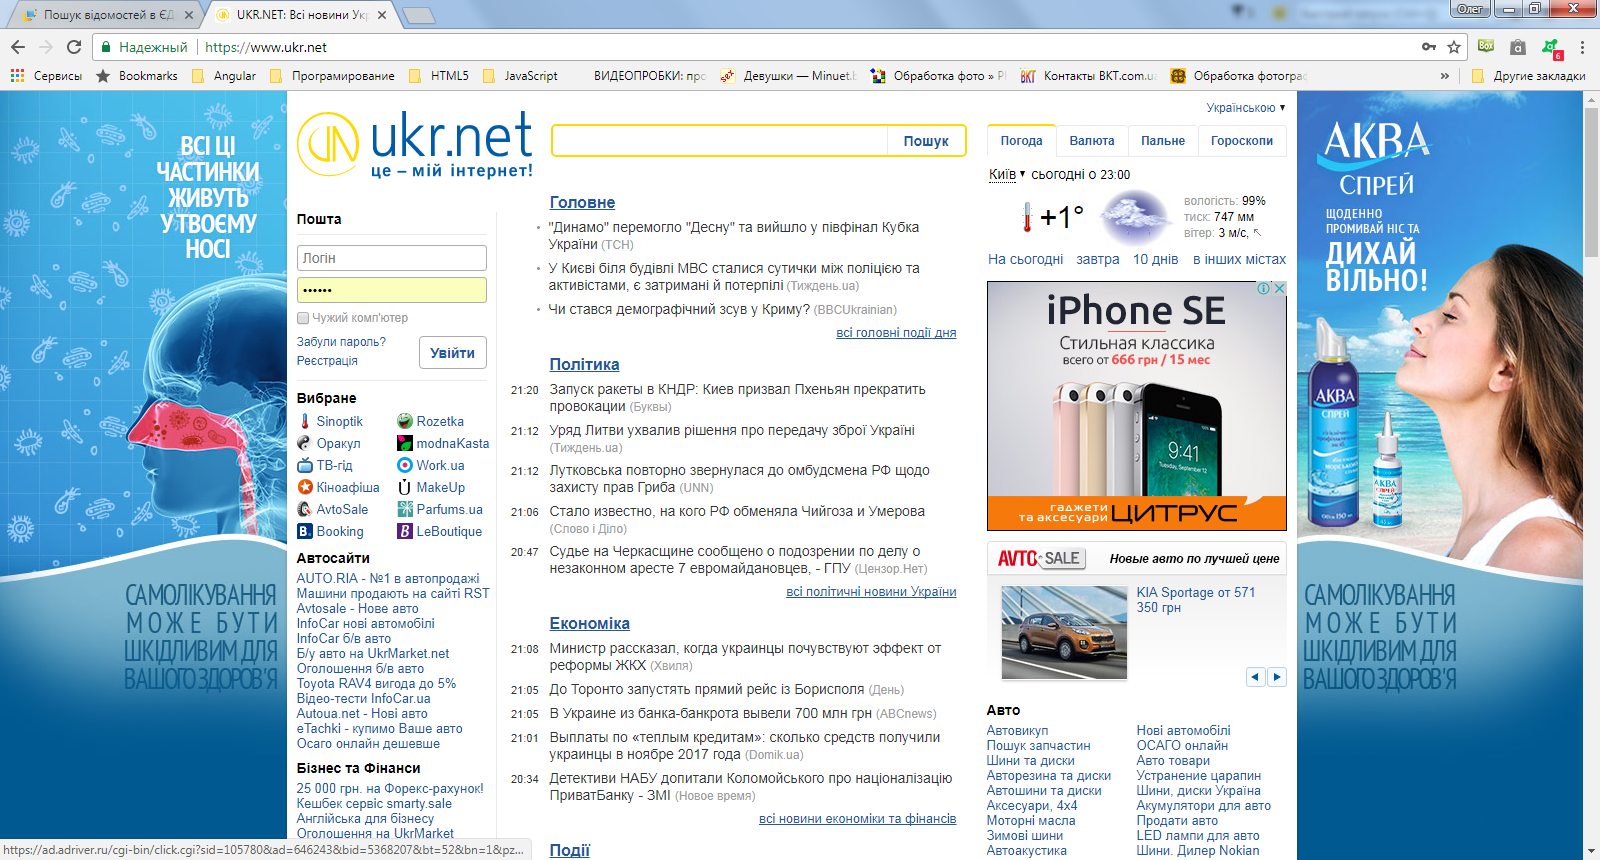 Пошук відомостей в ЄД
UKR.NET: Всі новини Укр
Олег
Надежный
https://www.ukr.net
Сервисы
Bookmarks
Angular
Програмирование
HTML5
JavaScript
ВИДЕОПРОБКИ: пр
Девушки — Minuet.b
Обработка фото » P
Контакты BKT.com.ua
Обработка фотограф
»
Другие закладки
ВСІ ЦІ
ЧАСТИНКИ
ЖИВУТЬ
У ТВОЄМУ
НОСІ
САМОЛІКУВАННЯ
МОЖЕ БУТИ
ШКІДЛИВИМ ДЛЯ
ВАШОГО ЗДОРОВ'Я
ukr.net
це – мій інтернет!
Пошук
Українською ▼
Пошта
Логін
••••••
Чужий комп'ютер
Забули пароль?
Реєстрація
Увійти
Вибране
Sinoptik
Rozetka
Оракул
modnaKasta
ТВ-гід
Work.ua
Кіноафіша
MakeUp
AvtoSale
Parfums.ua
Booking
LeBoutique
Автосайти
AUTO.RIA - №1 в автопродажі
Машини продають на сайті RST
Avtosale - Нове авто
InfoCar нові автомобілі
InfoCar б/в авто
Б/у авто на UkrMarket.net
Оголошення б/в авто
Toyota RAV4 вигода до 5%
Відео-тести InfoCar.ua
Autoua.net - Нові авто
eTachki - купимо Ваше авто
Осаго онлайн дешевше
Бізнес та Фінанси
25 000 грн. на Форекс-рахунок!
Кешбек сервіс smarty.sale
Англійська для бізнесу
Оголошення на UkrMarket
https://ad.adriver.ru/cgi-bin/click.cgi?sid=105780&ad=646243&bid=5368207&bt=52&bn=1&pz...
Головне
"Динамо" перемогло "Десну" та вийшло у півфінал Кубка
України (ТСН)
У Києві біля будівлі МВС сталися сутички між поліцією та
активістами, є затримані й потерпілі (Тиждень.ua)
Чи стався демографічний зсув у Криму? (BBCUkrainian)
всі головні події дня
Політика
21:20 Запуск ракеты в КНДР: Киев призвал Пхеньян прекратить
провокации (Буквы)
21:12 Уряд Литви ухвалив рішення про передачу зброї Україні
(Тиждень.ua)
21:12 Лутковська повторно звернулася до омбудсмена РФ щодо
захисту прав Гриба (UNN)
21:06 Стало известно, на кого РФ обменяла Чийгоза и Умерова
(Слово і Діло)
20:47 Судье на Черкасщине сообщено о подозрении по делу о
незаконном аресте 7 евромайдановцев, - ГПУ (Цензор.Нет)
всі політичні новини України
Економіка
21:08 Министр рассказал, когда украинцы почувствуют эффект от
реформы ЖКХ (Хвиля)
21:05 До Торонто запустять прямий рейс із Борисполя (День)
21:05 В Украине из банка-банкрота вывели 700 млн грн (ABCnews)
21:01 Выплаты по «теплым кредитам»: сколько средств получили
украинцы в ноябре 2017 года (Domik.ua)
20:34 Детективи НАБУ допитали Коломойського про націоналізацію
ПриватБанку - ЗМІ (Новое время)
всі новини економіки та фінансів
Події
Погода
Валюта
Пальне
Гороскопи
Київ ▼ сьогодні о 23:00
+1°
вологість: 99%
тиск: 747 мм
вітер: 3 м/с,
На сьогодні завтра 10 днів в інших містах
iPhone SE
Стильная классика
всего от 666 грн / 15 мес
9:41
Tuesday, September 12
гаджети
та аксесуари
ЦИТРУС
AVTO SALE
Новые авто по лучшей цене
KIA Sportage от 571
350 грн
Авто
Автовикуп
Пошук запчастин
Шини та диски
Авторезина та диски
Автошини та диски
Аксесуари, 4х4
Моторні масла
Зимові шини
Автоакустика
Нові автомобілі
ОСАГО онлайн
Авто товари
Устранение царапин
Шини, диски Україна
Акумулятори для авто
Продати авто
LED лампи для авто
Шини. Дилер Nokian
АКВА
СПРЕЙ
ЩОДЕННО
ПРОМИВАЙ НІС ТА
ДИХАЙ
ВІЛЬНО!
АКВА
СПРЕЙ
АКВА
СПРЕЙ
САМОЛІКУВАННЯ
МОЖЕ БУТИ
ШКІДЛИВИМ ДЛЯ
ВАШОГО ЗДОРОВ'Я